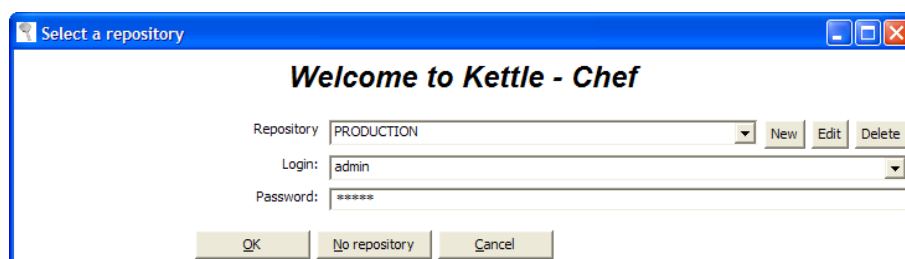 Select a repository
Welcome to Kettle - Chef
Repository PRODUCTION New Edit Delete
Login: admin
Password: *****
OK No repository Cancel